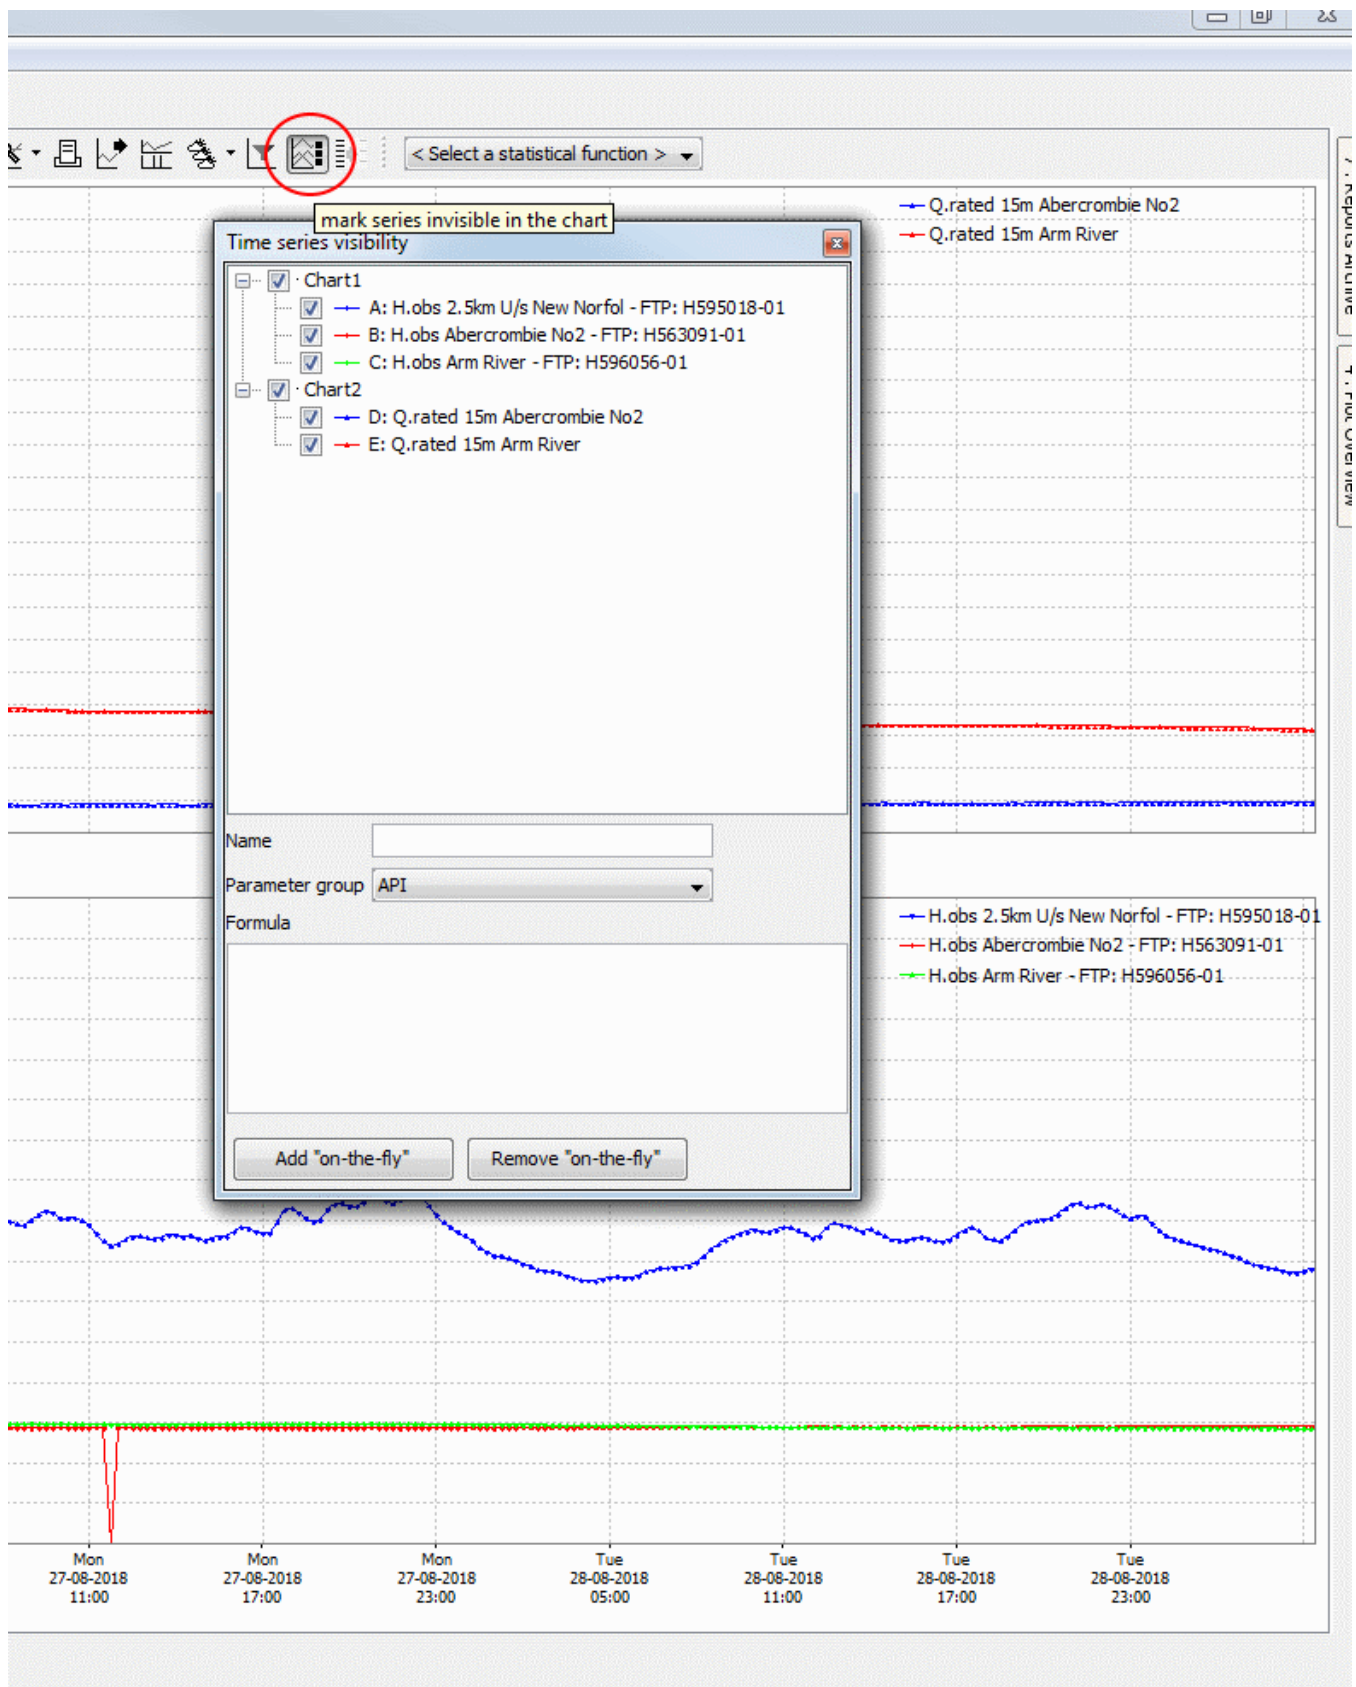 < Select a statistical function >
mark series invisible in the chart
Q.rated 15m Abercrombie No2
Q.rated 15m Arm River
Time series visibility
Chart1
A: H.obs 2.5km U/s New Norfol - FTP: H595018-01
B: H.obs Abercrombie No2 - FTP: H563091-01
C: H.obs Arm River - FTP: H596056-01
Chart2
D: Q.rated 15m Abercrombie No2
E: Q.rated 15m Arm River
Name
Parameter group API
Formula
Add "on-the-fly" Remove "on-the-fly"
H.obs 2.5km U/s New Norfol - FTP: H595018-01
H.obs Abercrombie No2 - FTP: H563091-01
H.obs Arm River - FTP: H596056-01
Mon Mon Mon Tue Tue Tue Tue
27-08-2018 27-08-2018 27-08-2018 28-08-2018 28-08-2018 28-08-2018 28-08-2018
11:00 17:00 23:00 05:00 11:00 17:00 23:00
Reports Archive
Plot Overview